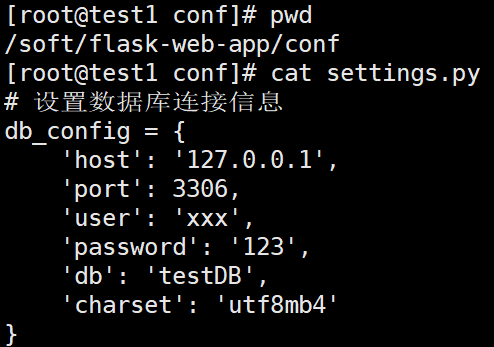 [root@test1 conf]# pwd
/soft/flask-web-app/conf
[root@test1 conf]# cat settings.py
# 设置数据库连接信息
db_config = {
    'host': '127.0.0.1',
    'port': 3306,
    'user': 'xxx',
    'password': '123',
    'db': 'testDB',
    'charset': 'utf8mb4'
}